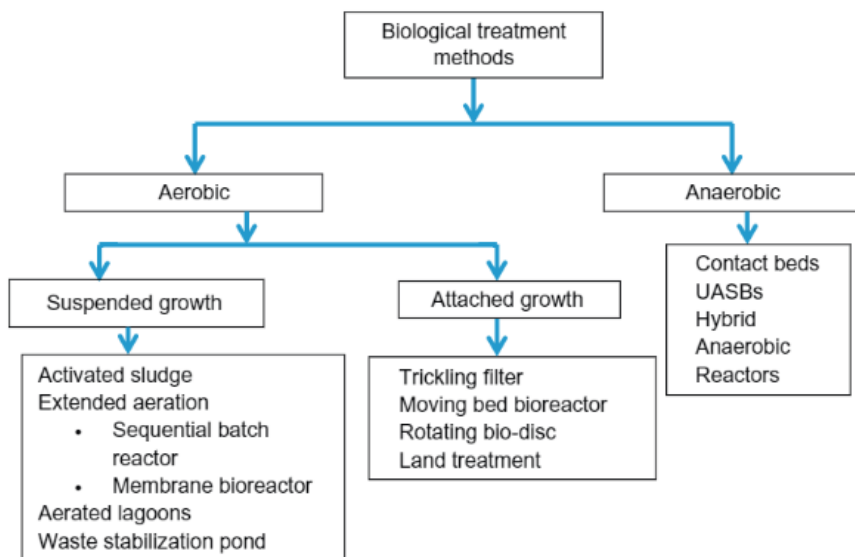 Biological treatment
methods
Aerobic
Anaerobic
Suspended growth
Attached growth
Contact beds
UASBs
Hybrid
Anaerobic
Reactors
Activated sludge
Extended aeration
• Sequential batch
reactor
• Membrane bioreactor
Aerated lagoons
Waste stabilization pond
Trickling filter
Moving bed bioreactor
Rotating bio-disc
Land treatment